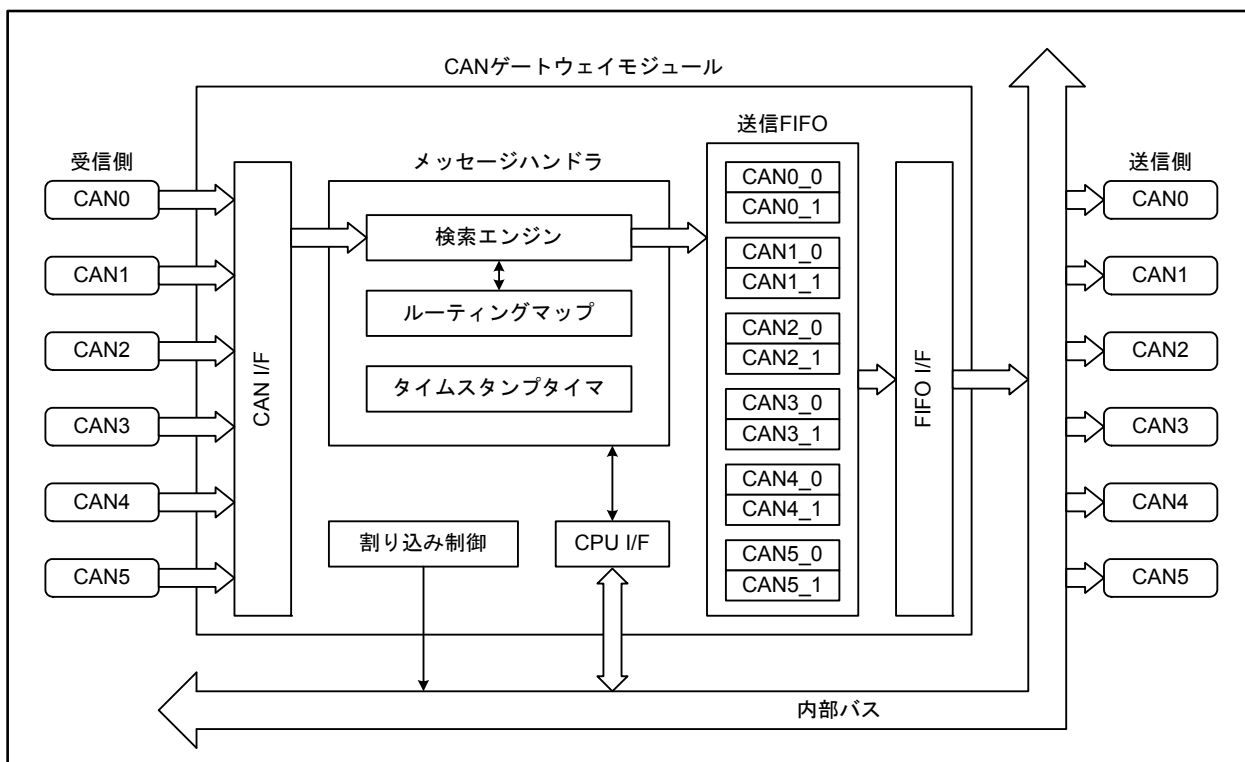 CANゲートウェイモジュール
受信側
CAN0
CAN1
CAN2
CAN3
CAN4
CAN5
CAN I/F
メッセージハンドラ
検索エンジン
ルーティングマップ
タイムスタンプタイマ
割り込み制御
CPU I/F
送信FIFO
CAN0_0
CAN0_1
CAN1_0
CAN1_1
CAN2_0
CAN2_1
CAN3_0
CAN3_1
CAN4_0
CAN4_1
CAN5_0
CAN5_1
FIFO I/F
送信側
CAN0
CAN1
CAN2
CAN3
CAN4
CAN5
内部バス